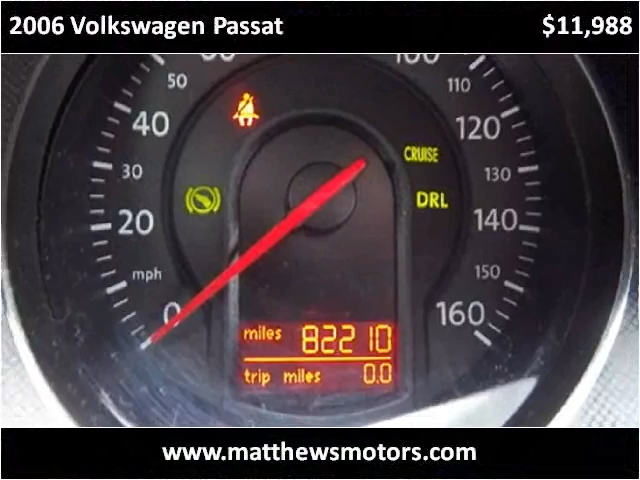 2006 Volkswagen Passat $11,988
50 100 110
40 120
CRUISE
30 130
DRL
20 140
mph 150
0 160
miles 82210
trip miles 0.0
www.matthewsmotors.com